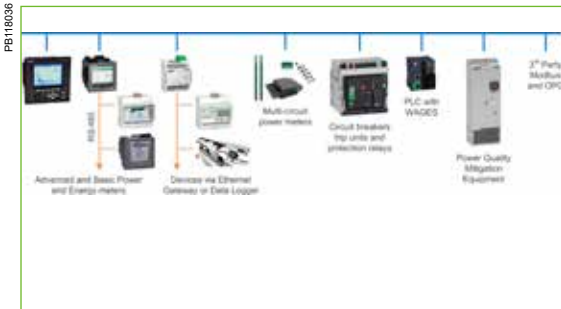 PB118036
RS-485
Advanced and Basic Power
and Energy meters
Devices via Ethernet
Gateway or Data Logger
Multi-circuit
power meters
Circuit breakers
trip units and
protection relays
PLC with
WAGES
Power Quality
Mitigation
Equipment
3rd Party
Modbus
and OPC